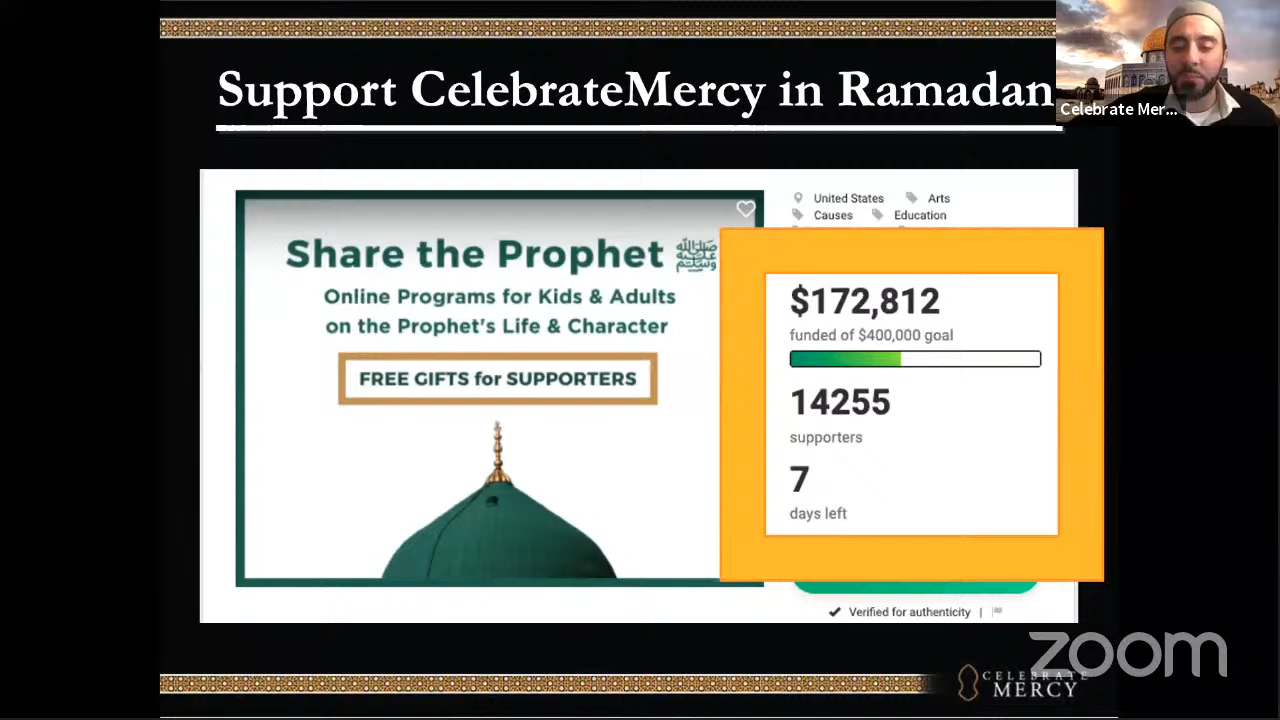 Support CelebrateMercy in Ramadan
Celebrate Mer...
United States Arts
Causes Education
Share the Prophet ﷺ
Online Programs for Kids & Adults
on the Prophet's Life & Character
FREE GIFTS for SUPPORTERS
$172,812
funded of $400,000 goal
14255
supporters
7
days left
Verified for authenticity |
zoom
CELEBRATE
MERCY